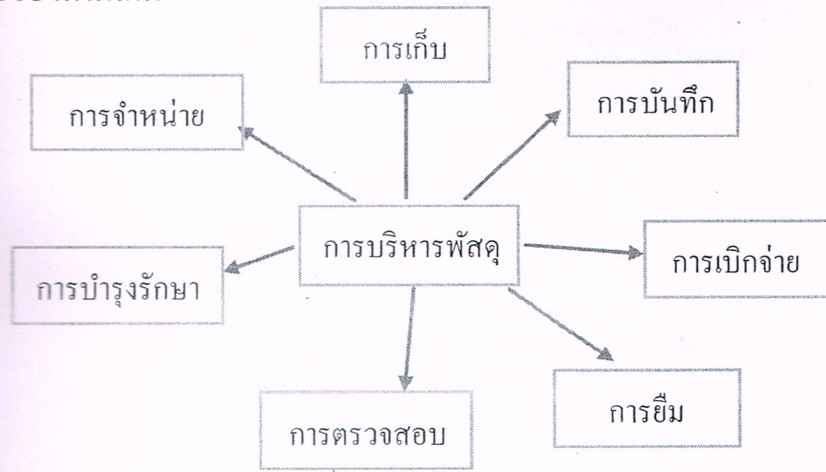 การเก็บ
การจำหน่าย
การบันทึก
การบริหารพัสดุ
การเบิกจ่าย
การบำรุงรักษา
การยืม
การตรวจสอบ